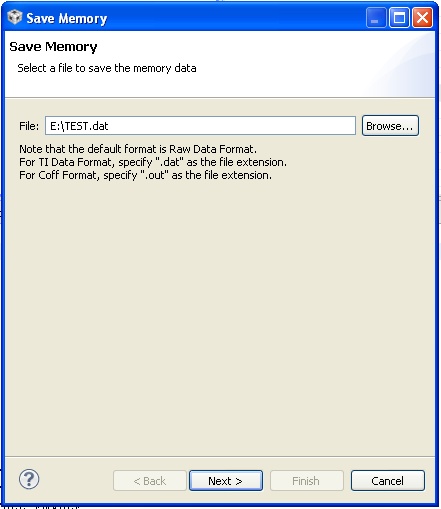 Save Memory
Save Memory
Select a file to save the memory data
File: E:\TEST.dat Browse...
Note that the default format is Raw Data Format.
For TI Data Format, specify ".dat" as the file extension.
For Coff Format, specify ".out" as the file extension.
? < Back Next > Finish Cancel